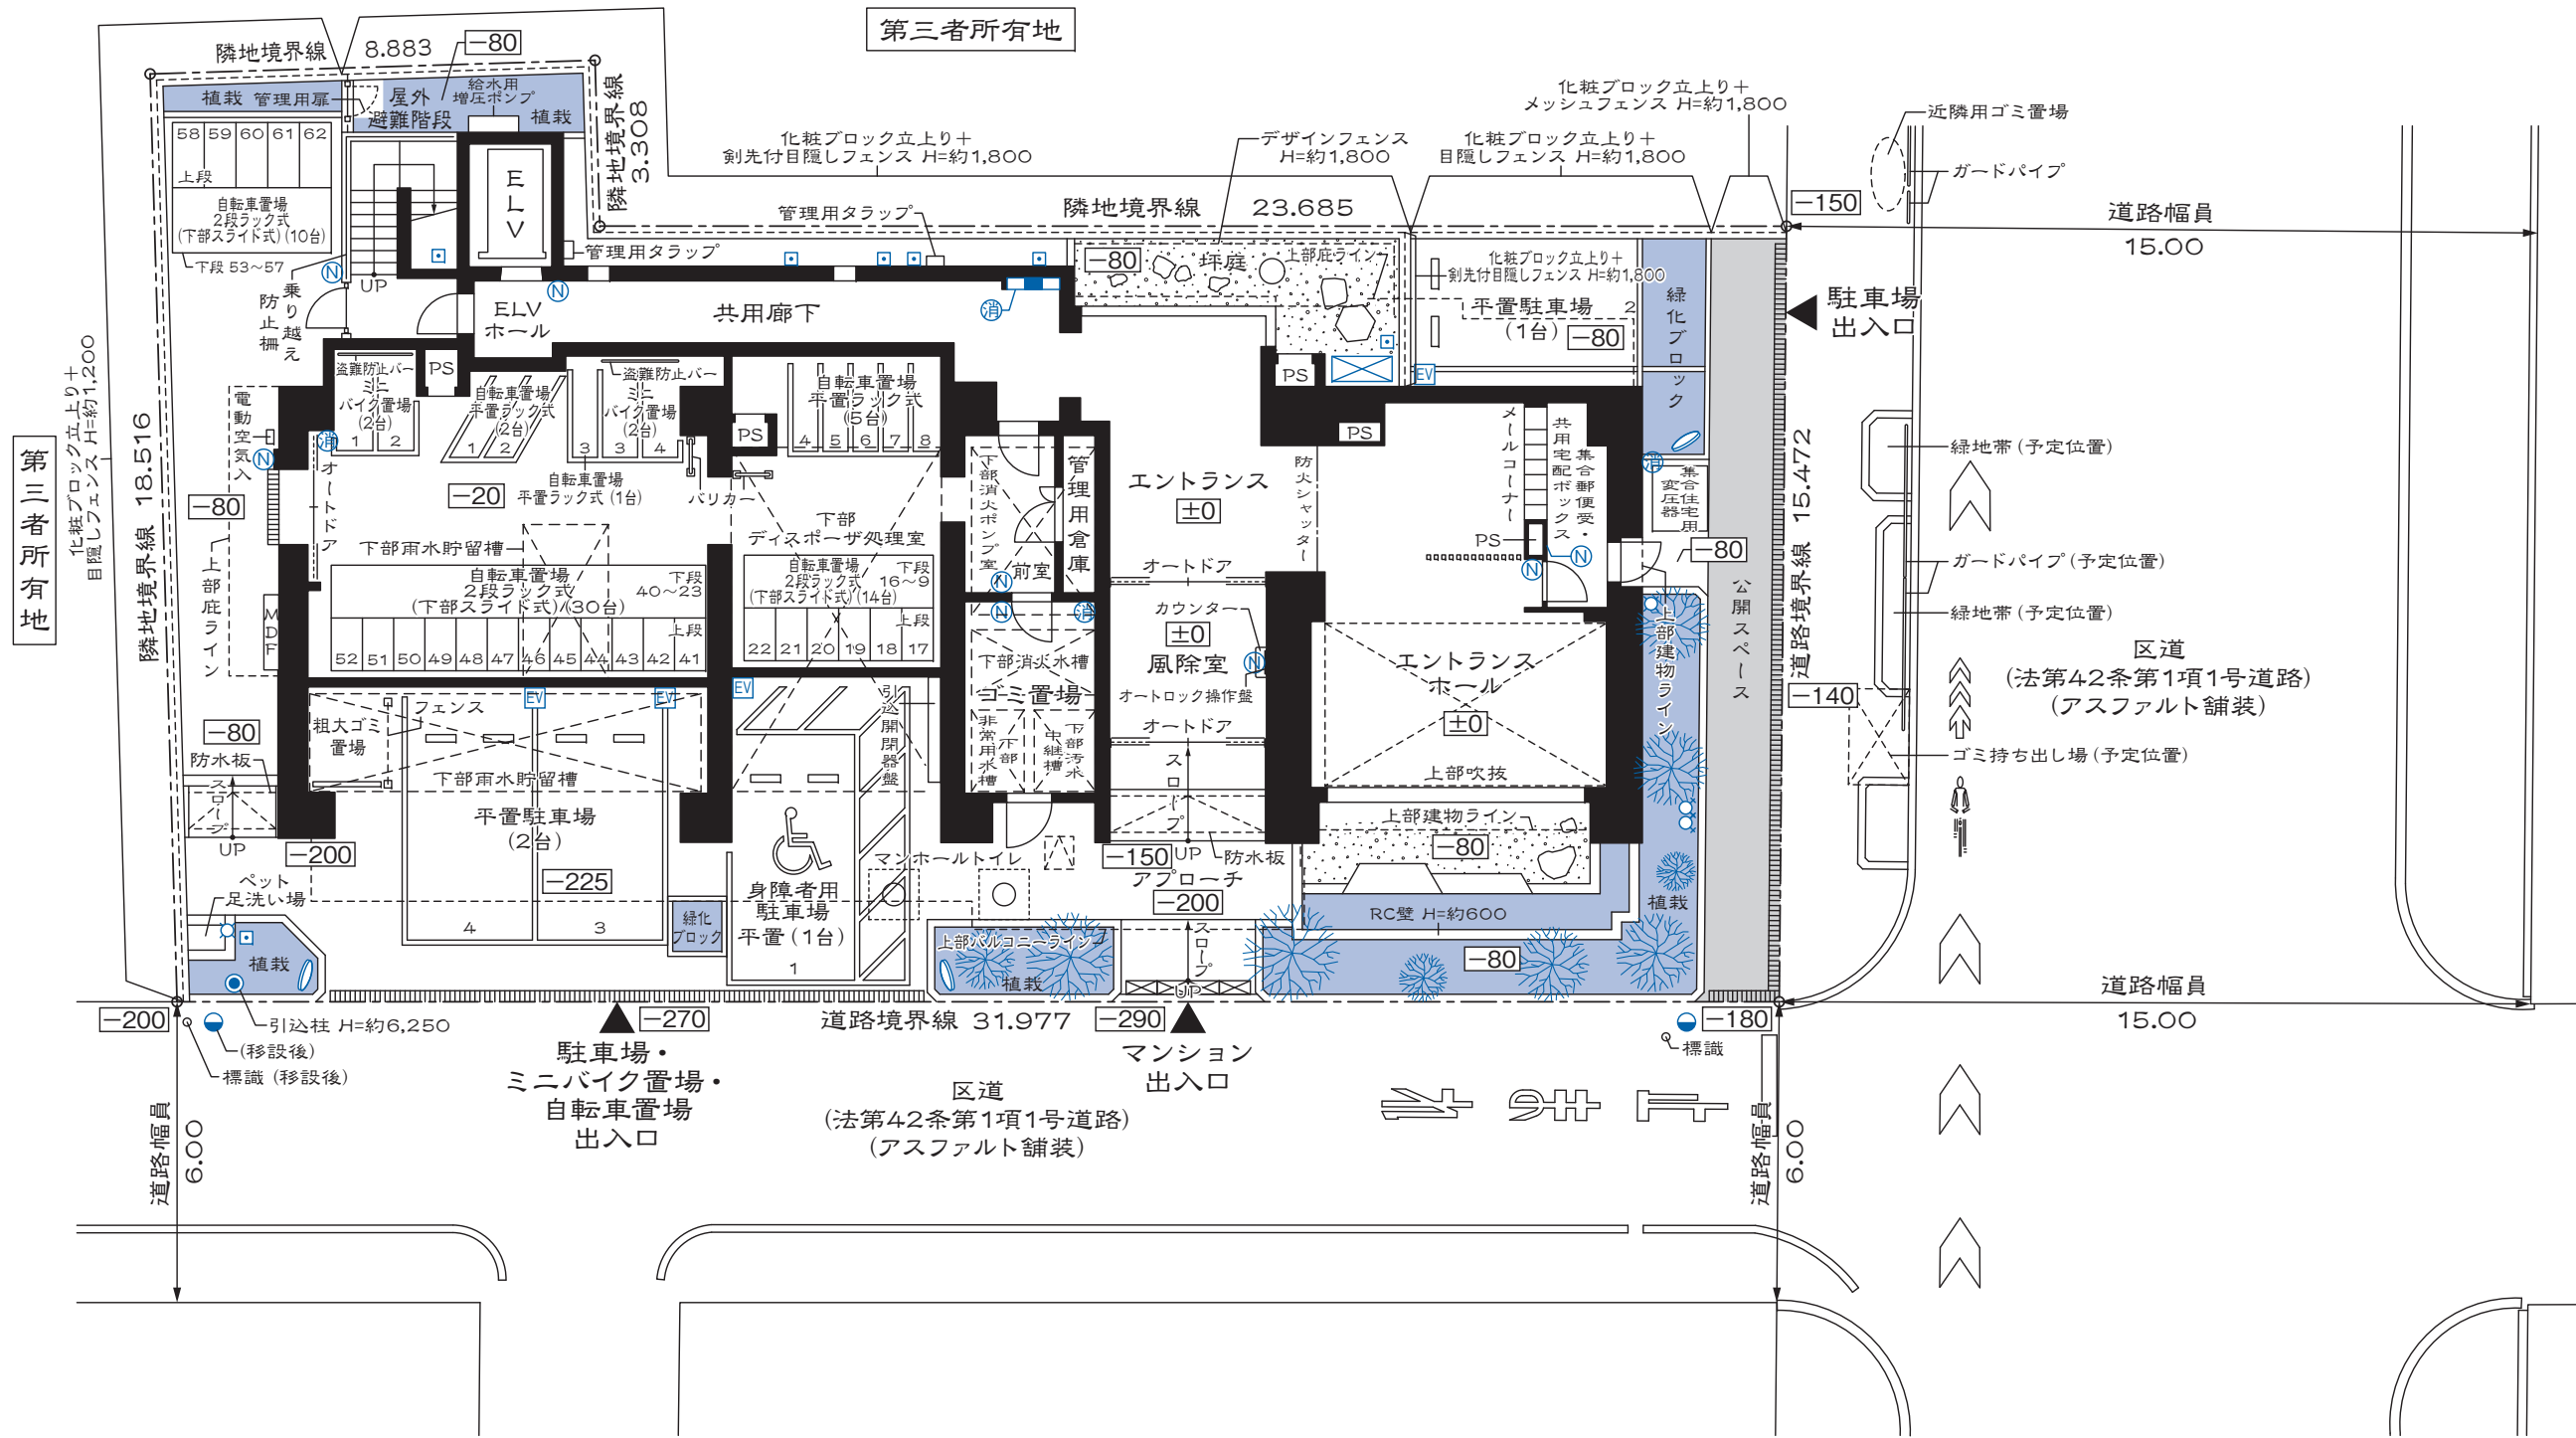 第三者所有地
隣地境界線 8.883
-80
植栽
管理用扉
屋外
避難階段
給水用
増圧ポンプ
植栽
隣地境界線
3.308
化粧ブロック立上り+
剣先付目隠しフェンス H=約1,800
デザインフェンス
H=約1,800
化粧ブロック立上り+
目隠しフェンス H=約1,800
化粧ブロック立上り+
メッシュフェンス H=約1,800
近隣用ゴミ置場
ガードパイプ
58 59 60 61 62
上段
自転車置場
2段ラック式
(下部スライド式)(10台)
下段 53～57
ELV
管理用タラップ
管理用タラップ
隣地境界線 23.685
-150
道路幅員
15.00
-80
坪庭
上部庇ライン
化粧ブロック立上り+
剣先付目隠しフェンス H=約1,800
平置駐車場
(1台)
2
-80
緑化ブロック
駐車場
出入口
乗り越え
防止柵
UP
N
N
ELV
ホール
共用廊下
消
化粧ブロック立上り+
目隠しフェンス H=約1,200
第三者所有地
隣地境界線 18.516
電動空気入
N
消
オートドア
盗難防止バー
ミニ
バイク置場
(2台)
1 2
PS
自転車置場
平置ラック式
(2台)
1 2
盗難防止バー
ミニ
バイク置場
(2台)
3 3 4
自転車置場
平置ラック式 (1台)
バリカー
PS
自転車置場
平置ラック式
(5台)
4 5 6 7 8
PS
EV
PS
メールコーナー
共用宅配ボックス
集合郵便受・
消
集合住宅用
変圧器
-80
-20
下部
ディスポーザ処理室
下部消火ポンプ室
管理用倉庫
前室
N
エントランス
±0
防火シャッター
PS
N
N
-80
道路境界線 15.472
公開スペース
緑地帯 (予定位置)
ガードパイプ (予定位置)
緑地帯 (予定位置)
区道
(法第42条第1項1号道路)
(アスファルト舗装)
-140
ゴミ持ち出し場 (予定位置)
上部庇ライン
MDF
下部雨水貯留槽
自転車置場
2段ラック式
(下部スライド式)(30台)
下段
40～23
52 51 50 49 48 47 46 45 44 43 42 41
上段
自転車置場
2段ラック式
(下部スライド式)(14台)
下段
16～9
22 21 20 19 18 17
上段
N
消
下部消火水槽
ゴミ置場
非常用水槽
下部
中継槽
下部汚水
オートドア
カウンター
±0
風除室
N
オートロック操作盤
オートドア
エントランス
ホール
±0
上部吹抜
上部建物ライン
-80
防水板
スロープ
UP
粗大ゴミ
置場
フェンス
EV
EV
EV
下部雨水貯留槽
平置駐車場
(2台)
-200
-225
4 3
引込開閉器盤
身障者用
駐車場
平置 (1台)
1
マンホールトイレ
スロープ
-150
UP
防水板
アプローチ
-200
上部建物ライン
-80
RC壁 H=約600
植栽
ペット
足洗い場
植栽
緑化
ブロック
上部バルコニーライン
植栽
スロープ
UP
-80
-200
引込柱 H=約6,250
(移設後)
標識 (移設後)
-270
駐車場・
ミニバイク置場・
自転車置場
出入口
道路境界線 31.977
-290
マンション
出入口
区道
(法第42条第1項1号道路)
(アスファルト舗装)
-180
標識
道路幅員
15.00
道路幅員
6.00
止まれ
道路幅員
6.00